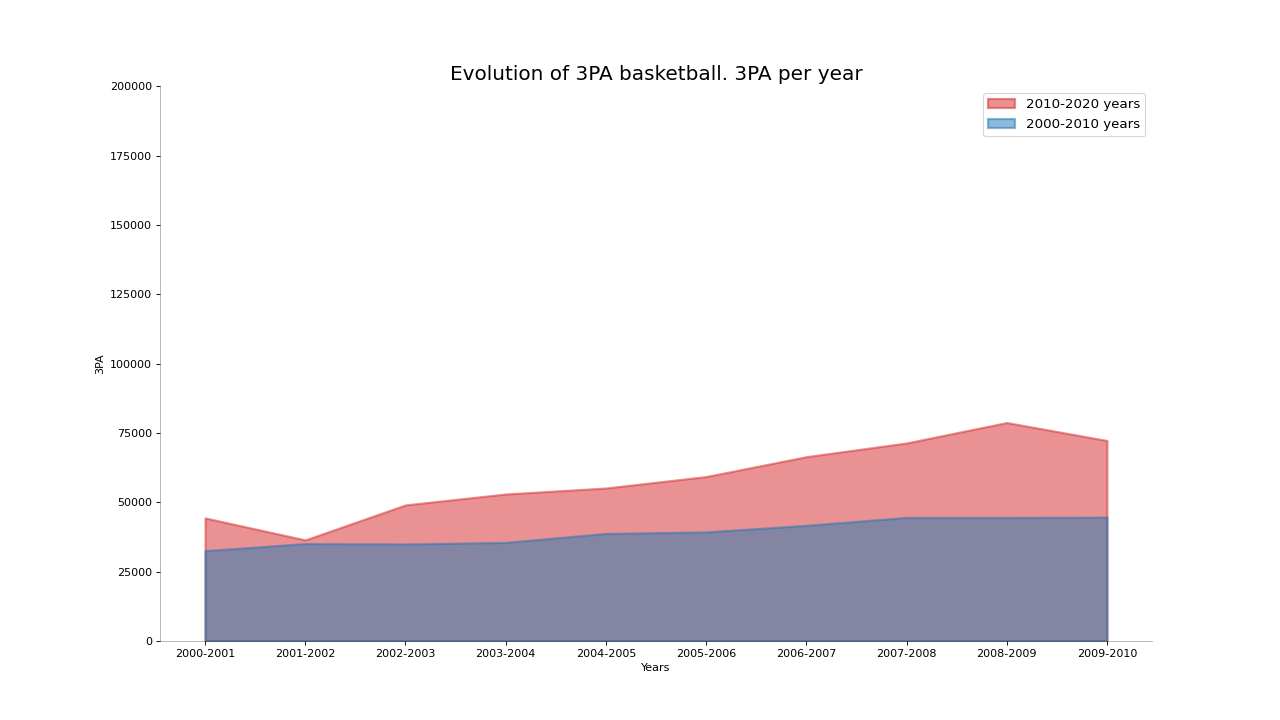 Evolution of 3PA basketball. 3PA per year
2010-2020 years
2000-2010 years
200000
175000
150000
125000
100000
75000
50000
25000
0
3PA
2000-2001 2001-2002 2002-2003 2003-2004 2004-2005 2005-2006 2006-2007 2007-2008 2008-2009 2009-2010
Years